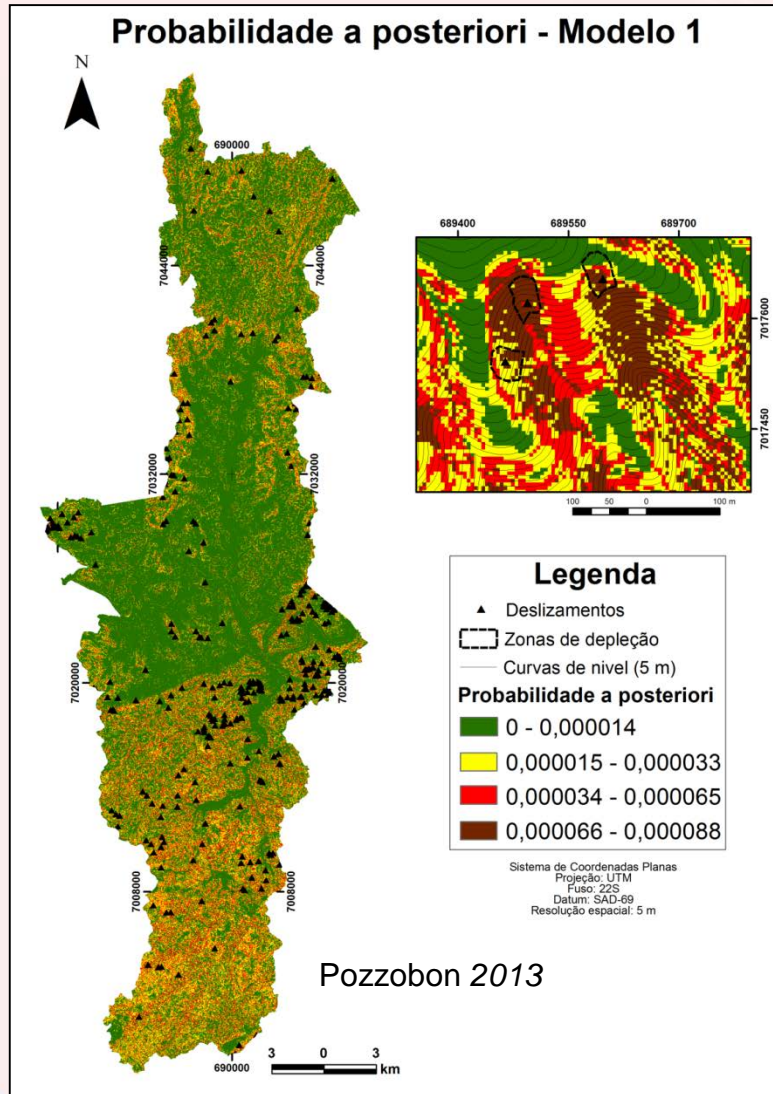 Probabilidade a posteriori - Modelo 1
N
690000
7044000
7044000
7032000
7032000
7020000
7020000
7008000
7008000
690000
3 0 3
km
689400 689550 689700
7017600
7017450
100 50 0 100 m
Legenda
Deslizamentos
Zonas de depleção
Curvas de nivel (5 m)
Probabilidade a posteriori
0 - 0,000014
0,000015 - 0,000033
0,000034 - 0,000065
0,000066 - 0,000088
Sistema de Coordenadas Planas
Projeção: UTM
Fuso: 22S
Datum: SAD-69
Resolução espacial: 5 m
Pozzobon 2013